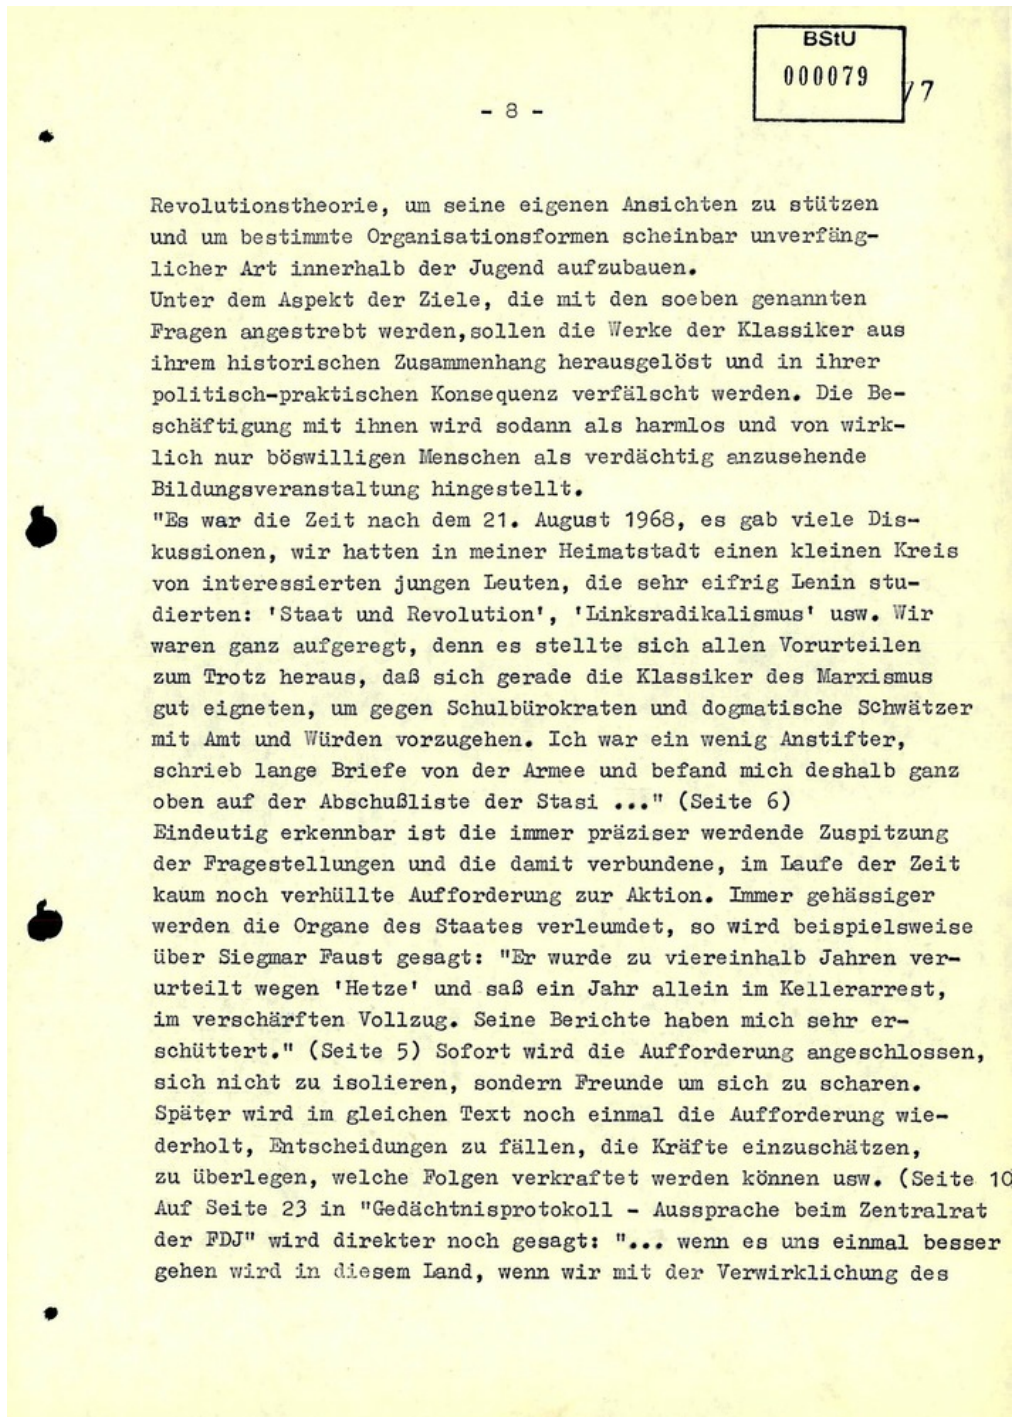 BStU
000079
77
- 8 -
Revolutionstheorie, um seine eigenen Ansichten zu stützen
und um bestimmte Organisationsformen scheinbar unverfäng-
licher Art innerhalb der Jugend aufzubauen.
Unter dem Aspekt der Ziele, die mit den soeben genannten
Fragen angestrebt werden,sollen die Werke der Klassiker aus
ihrem historischen Zusammenhang herausgelöst und in ihrer
politisch-praktischen Konsequenz verfälscht werden. Die Be-
schäftigung mit ihnen wird sodann als harmlos und von wirk-
lich nur böswilligen Menschen als verdächtig anzusehende
Bildungsveranstaltung hingestellt.
"Es war die Zeit nach dem 21. August 1968, es gab viele Dis-
kussionen, wir hatten in meiner Heimatstadt einen kleinen Kreis
von interessierten jungen Leuten, die sehr eifrig Lenin stu-
dierten: 'Staat und Revolution', 'Linksradikalismus' usw. Wir
waren ganz aufgeregt, denn es stellte sich allen Vorurteilen
zum Trotz heraus, daß sich gerade die Klassiker des Marxismus
gut eigneten, um gegen Schulbürokraten und dogmatische Schwätzer
mit Amt und Würden vorzugehen. Ich war ein wenig Anstifter,
schrieb lange Briefe von der Armee und befand mich deshalb ganz
oben auf der Abschußliste der Stasi ..." (Seite 6)
Eindeutig erkennbar ist die immer präziser werdende Zuspitzung
der Fragestellungen und die damit verbundene, im Laufe der Zeit
kaum noch verhüllte Aufforderung zur Aktion. Immer gehässiger
werden die Organe des Staates verleumdet, so wird beispielsweise
über Siegmar Faust gesagt: "Er wurde zu viereinhalb Jahren ver-
urteilt wegen 'Hetze' und saß ein Jahr allein im Kellerarrest,
im verschärften Vollzug. Seine Berichte haben mich sehr er-
schüttert." (Seite 5) Sofort wird die Aufforderung angeschlossen,
sich nicht zu isolieren, sondern Freunde um sich zu scharen.
Später wird im gleichen Text noch einmal die Aufforderung wie-
derholt, Entscheidungen zu fällen, die Kräfte einzuschätzen,
zu überlegen, welche Folgen verkraftet werden können usw. (Seite 10
Auf Seite 23 in "Gedächtnisprotokoll - Aussprache beim Zentralrat
der FDJ" wird direkter noch gesagt: "... wenn es uns einmal besser
gehen wird in diesem Land, wenn wir mit der Verwirklichung des